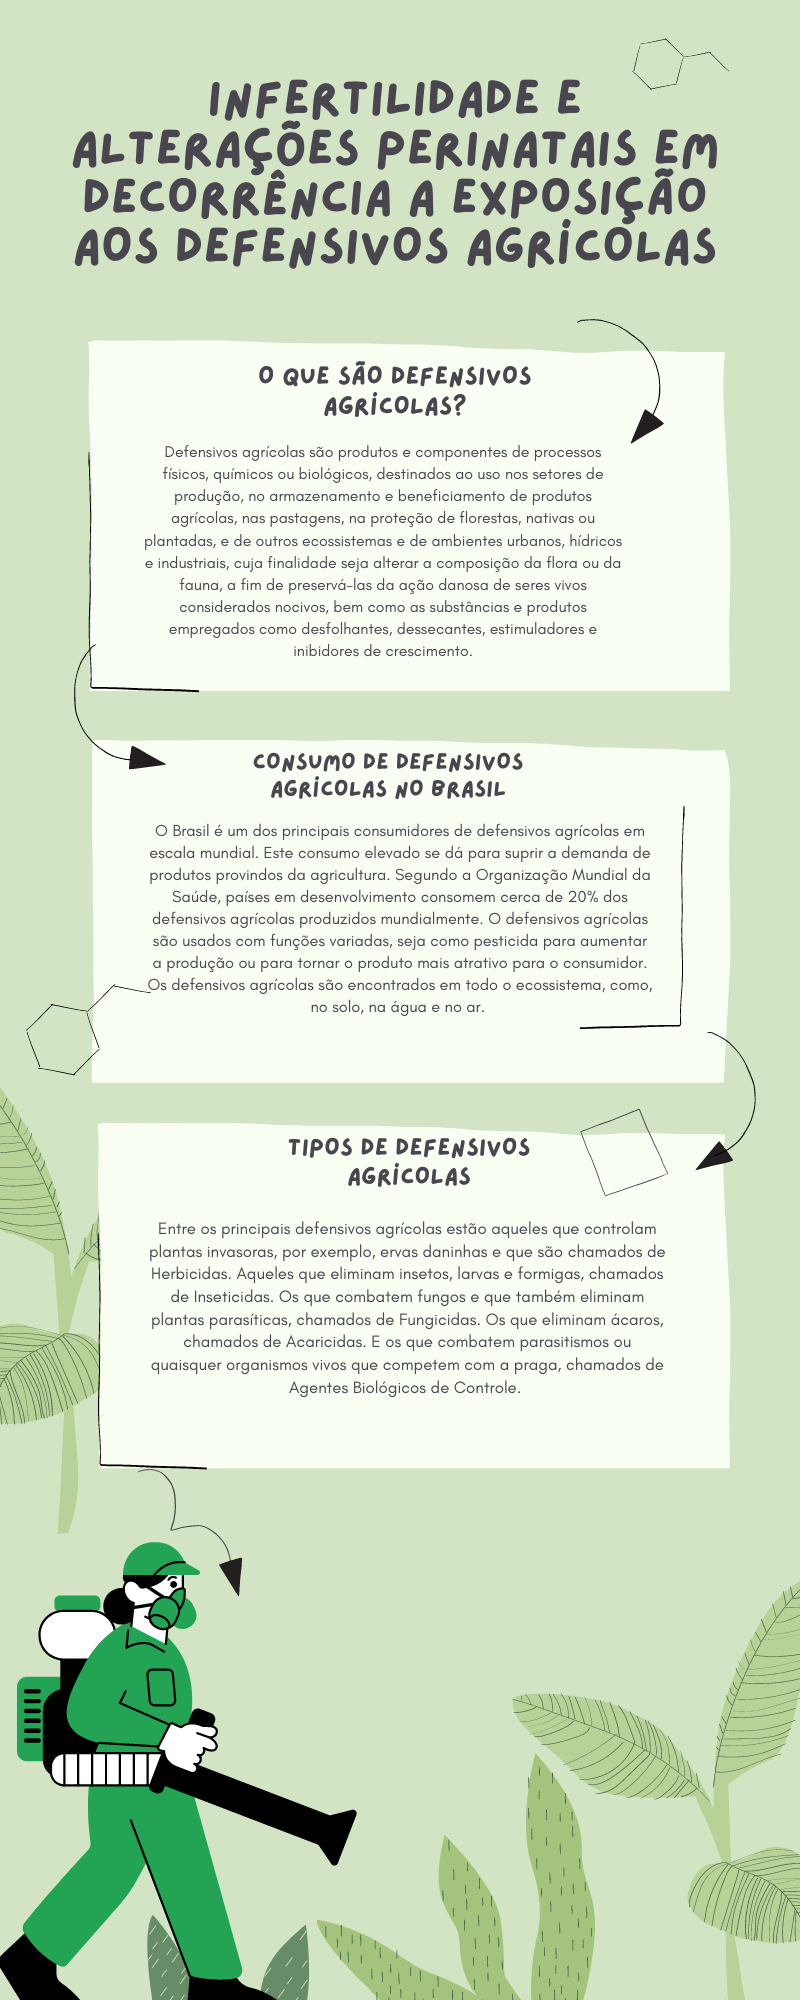 INFERTILIDADE E
ALTERAÇÕES PERINATAIS EM
DECORRÊNCIA A EXPOSIÇÃO
AOS DEFENSIVOS AGRÍCOLAS
O QUE SÃO DEFENSIVOS
AGRÍCOLAS?
Defensivos agrícolas são produtos e componentes de processos
físicos, químicos ou biológicos, destinados ao uso nos setores de
produção, no armazenamento e beneficiamento de produtos
agrícolas, nas pastagens, na proteção de florestas, nativas ou
plantadas, e de outros ecossistemas e de ambientes urbanos, hídricos
e industriais, cuja finalidade seja alterar a composição da flora ou da
fauna, a fim de preservá-las da ação danosa de seres vivos
considerados nocivos, bem como as substâncias e produtos
empregados como desfolhantes, dessecantes, estimuladores e
inibidores de crescimento.
CONSUMO DE DEFENSIVOS
AGRÍCOLAS NO BRASIL
O Brasil é um dos principais consumidores de defensivos agrícolas em
escala mundial. Este consumo elevado se dá para suprir a demanda de
produtos provindos da agricultura. Segundo a Organização Mundial da
Saúde, países em desenvolvimento consomem cerca de 20% dos
defensivos agrícolas produzidos mundialmente. O defensivos agrícolas
são usados com funções variadas, seja como pesticida para aumentar
a produção ou para tornar o produto mais atrativo para o consumidor.
Os defensivos agrícolas são encontrados em todo o ecossistema, como,
no solo, na água e no ar.
TIPOS DE DEFENSIVOS
AGRÍCOLAS
Entre os principais defensivos agrícolas estão aqueles que controlam
plantas invasoras, por exemplo, ervas daninhas e que são chamados de
Herbicidas. Aqueles que eliminam insetos, larvas e formigas, chamados
de Inseticidas. Os que combatem fungos e que também eliminam
plantas parasíticas, chamados de Fungicidas. Os que eliminam ácaros,
chamados de Acaricidas. E os que combatem parasitismos ou
quaisquer organismos vivos que competem com a praga, chamados de
Agentes Biológicos de Controle.